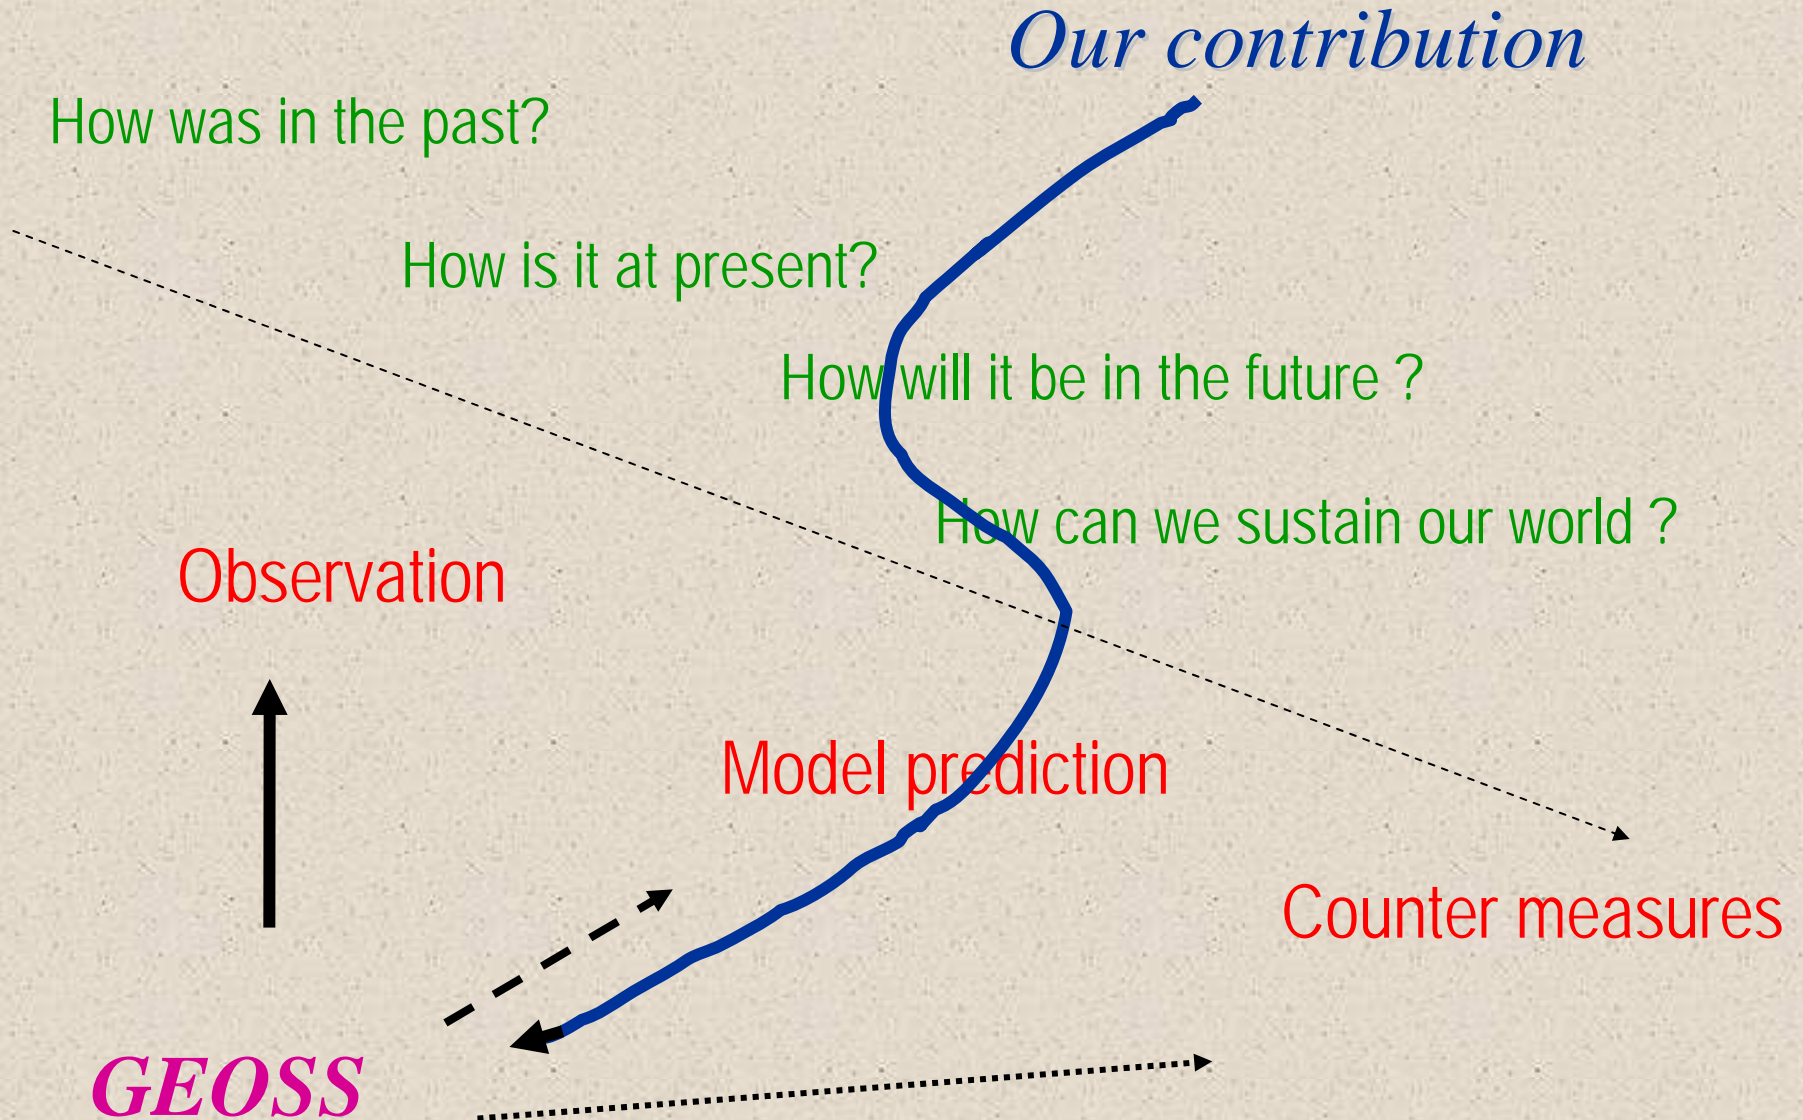 Our contribution
How was in the past?
How is it at present?
How will it be in the future ?
How can we sustain our world ?
Observation
Model prediction
Counter measures
GEOSS